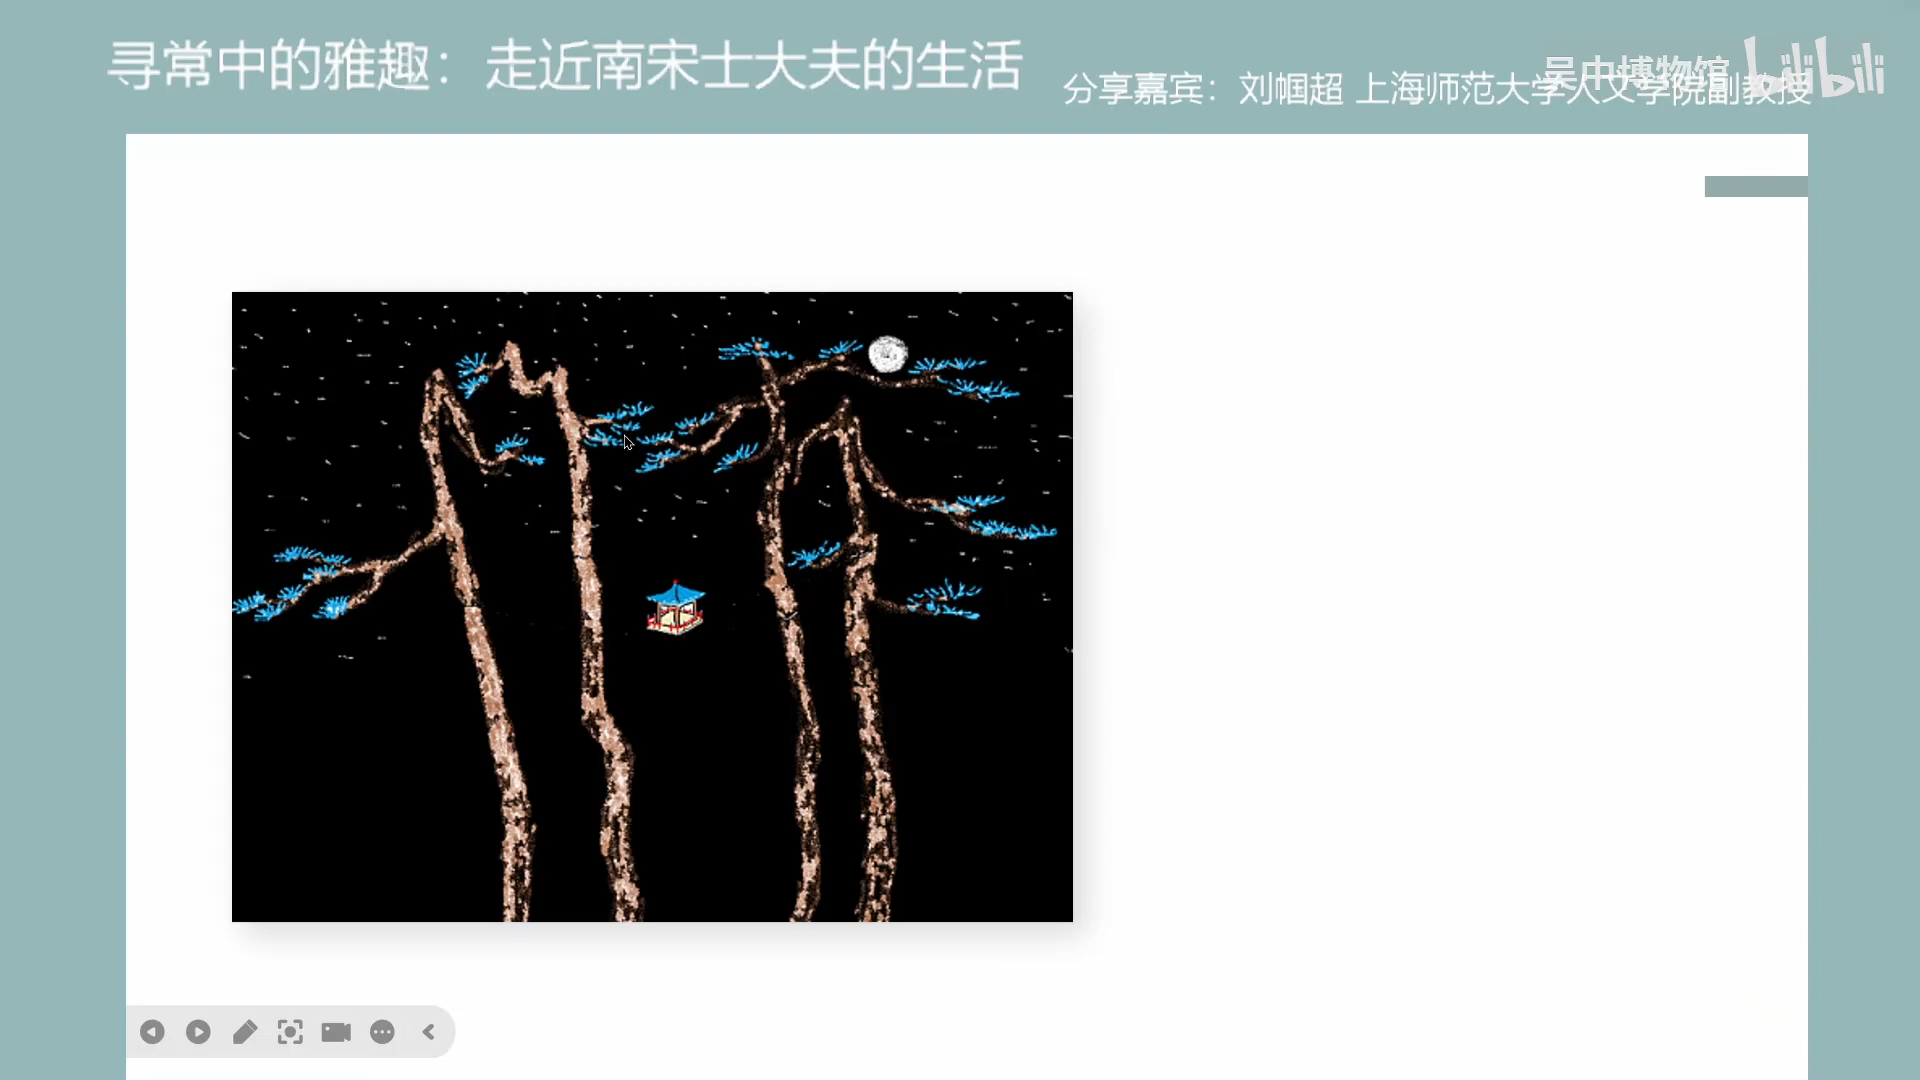 寻常中的雅趣：走近南宋士大夫的生活
分享嘉宾：刘帼超 上海师范大学人文学院副教授
吴中博物馆 bilibili